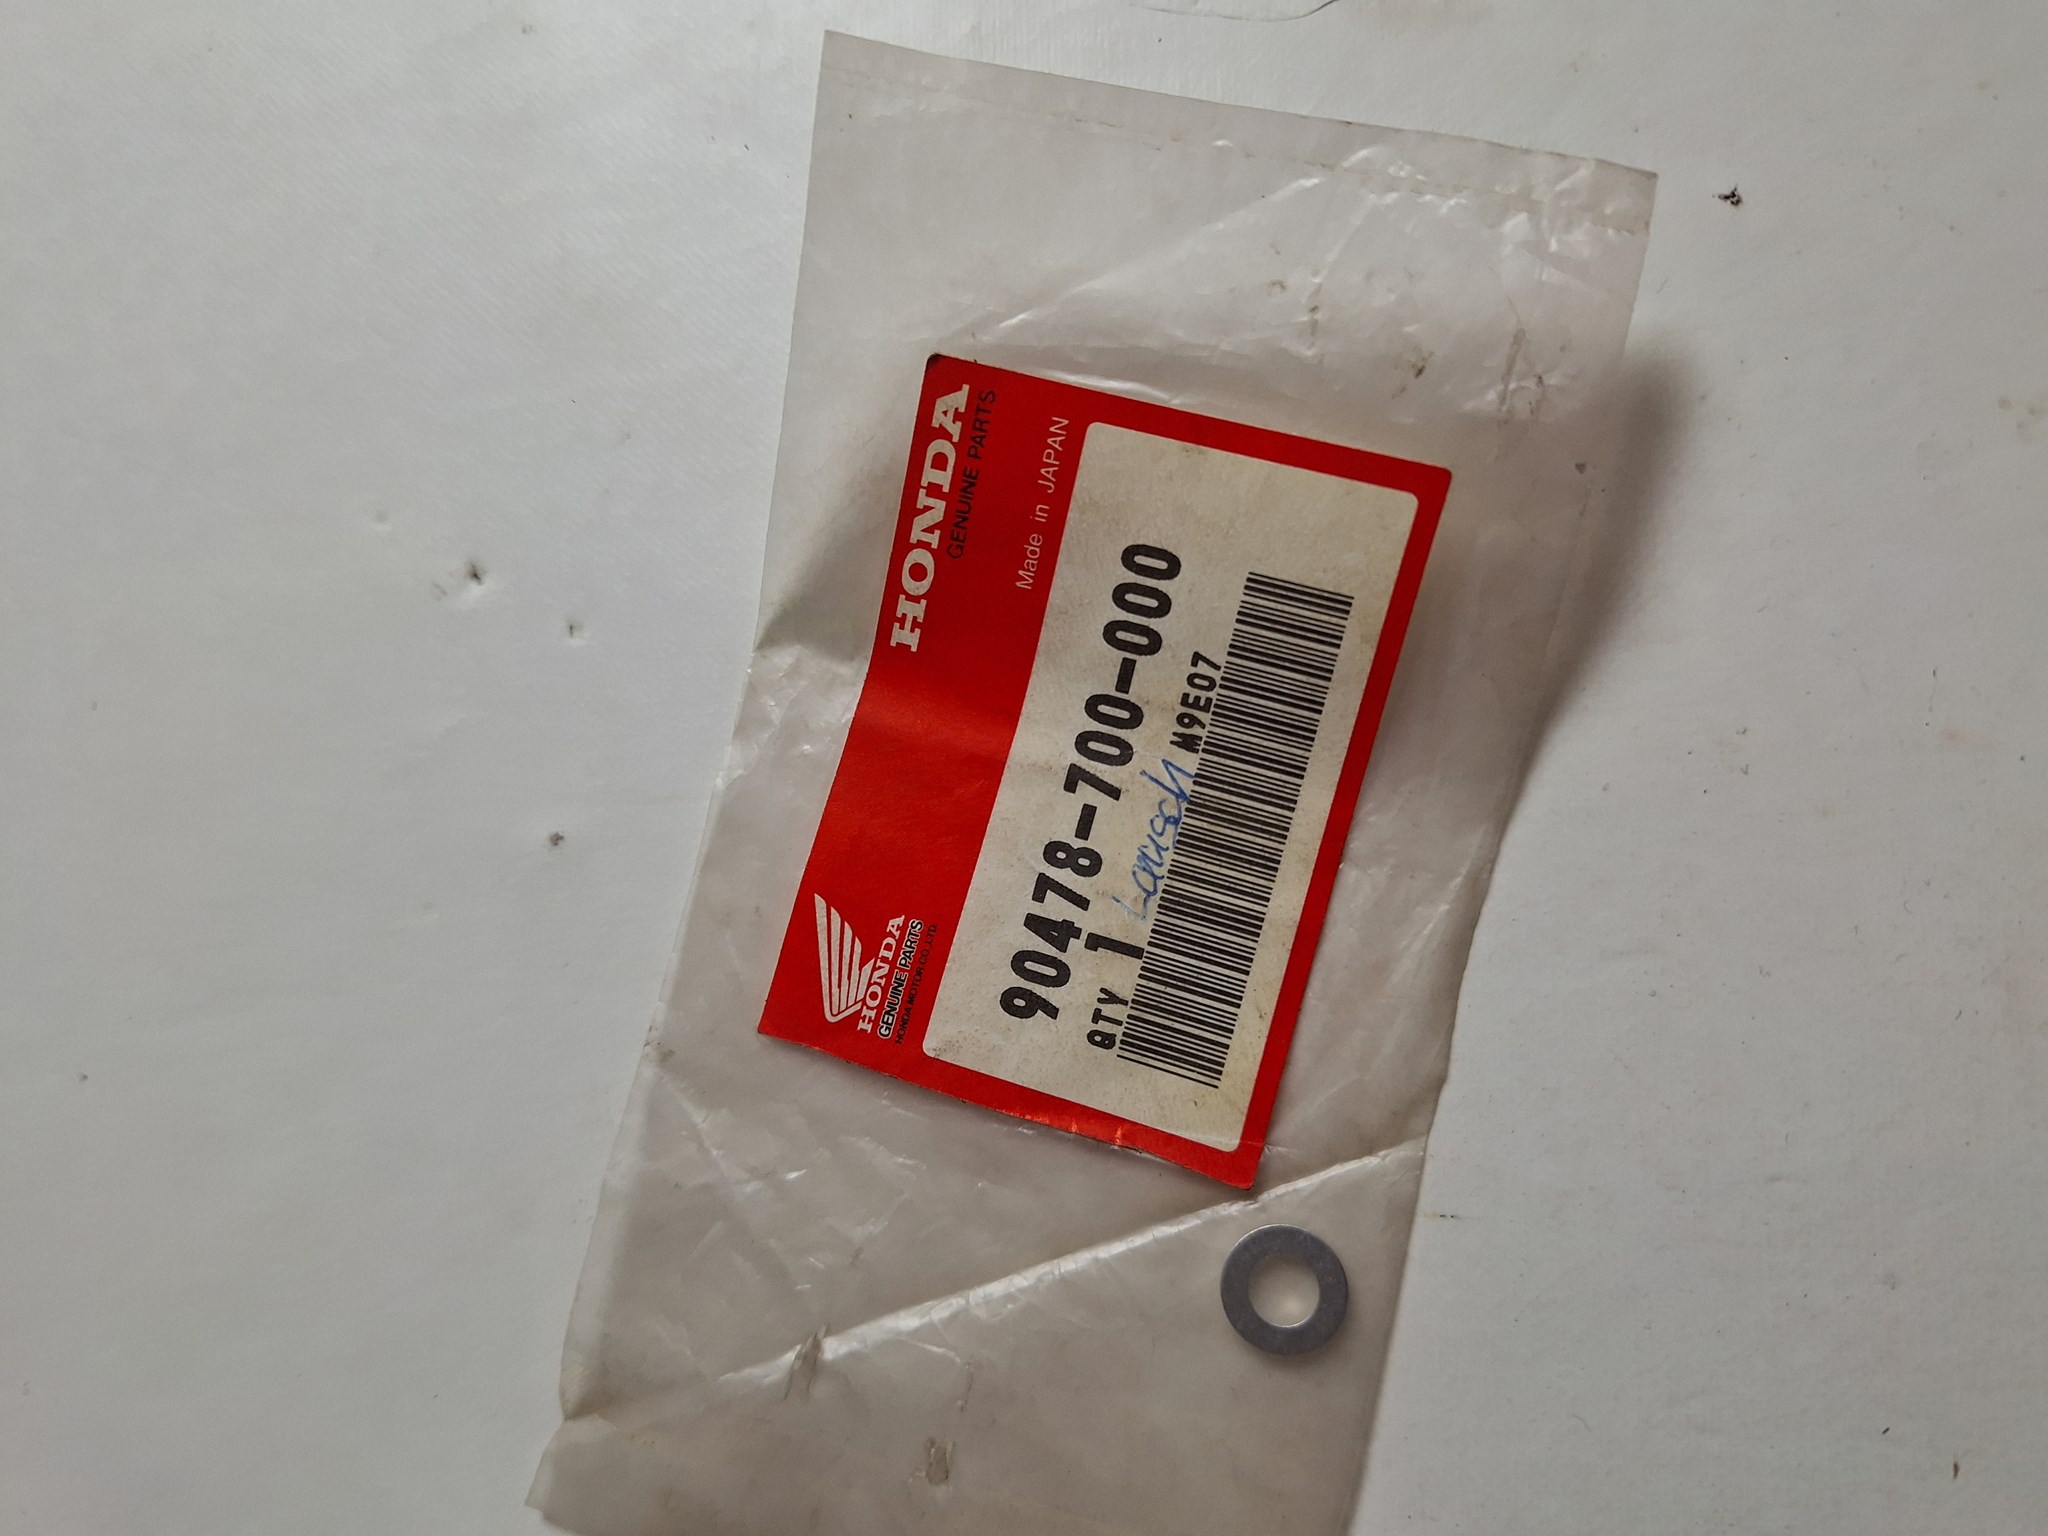 HONDA
GENUINE PARTS
HONDA MOTOR CO., LTD.
HONDA
GENUINE PARTS
Made in JAPAN
90478-700-000
QTY 1
M9E07